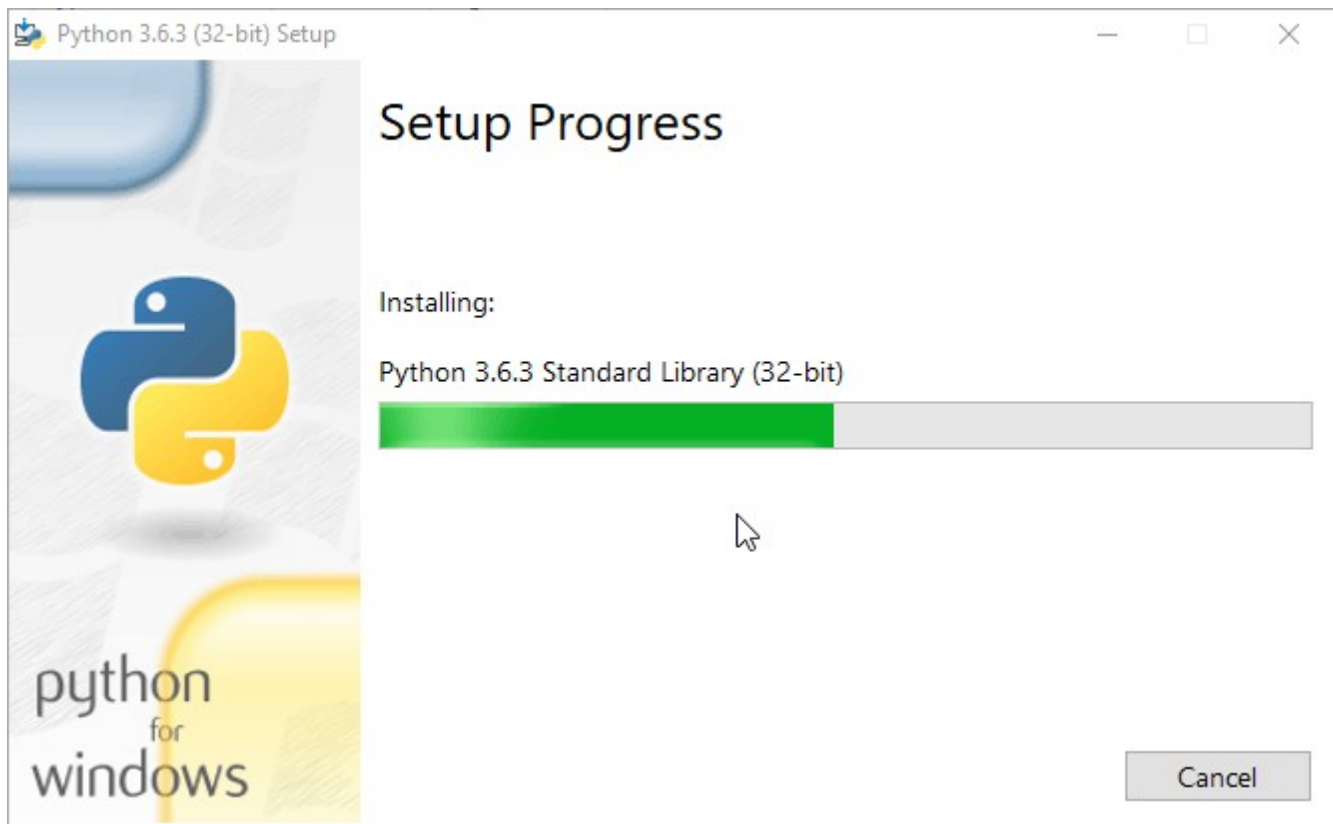 Python 3.6.3 (32-bit) Setup
Setup Progress
Installing:
Python 3.6.3 Standard Library (32-bit)
python
for
windows
Cancel